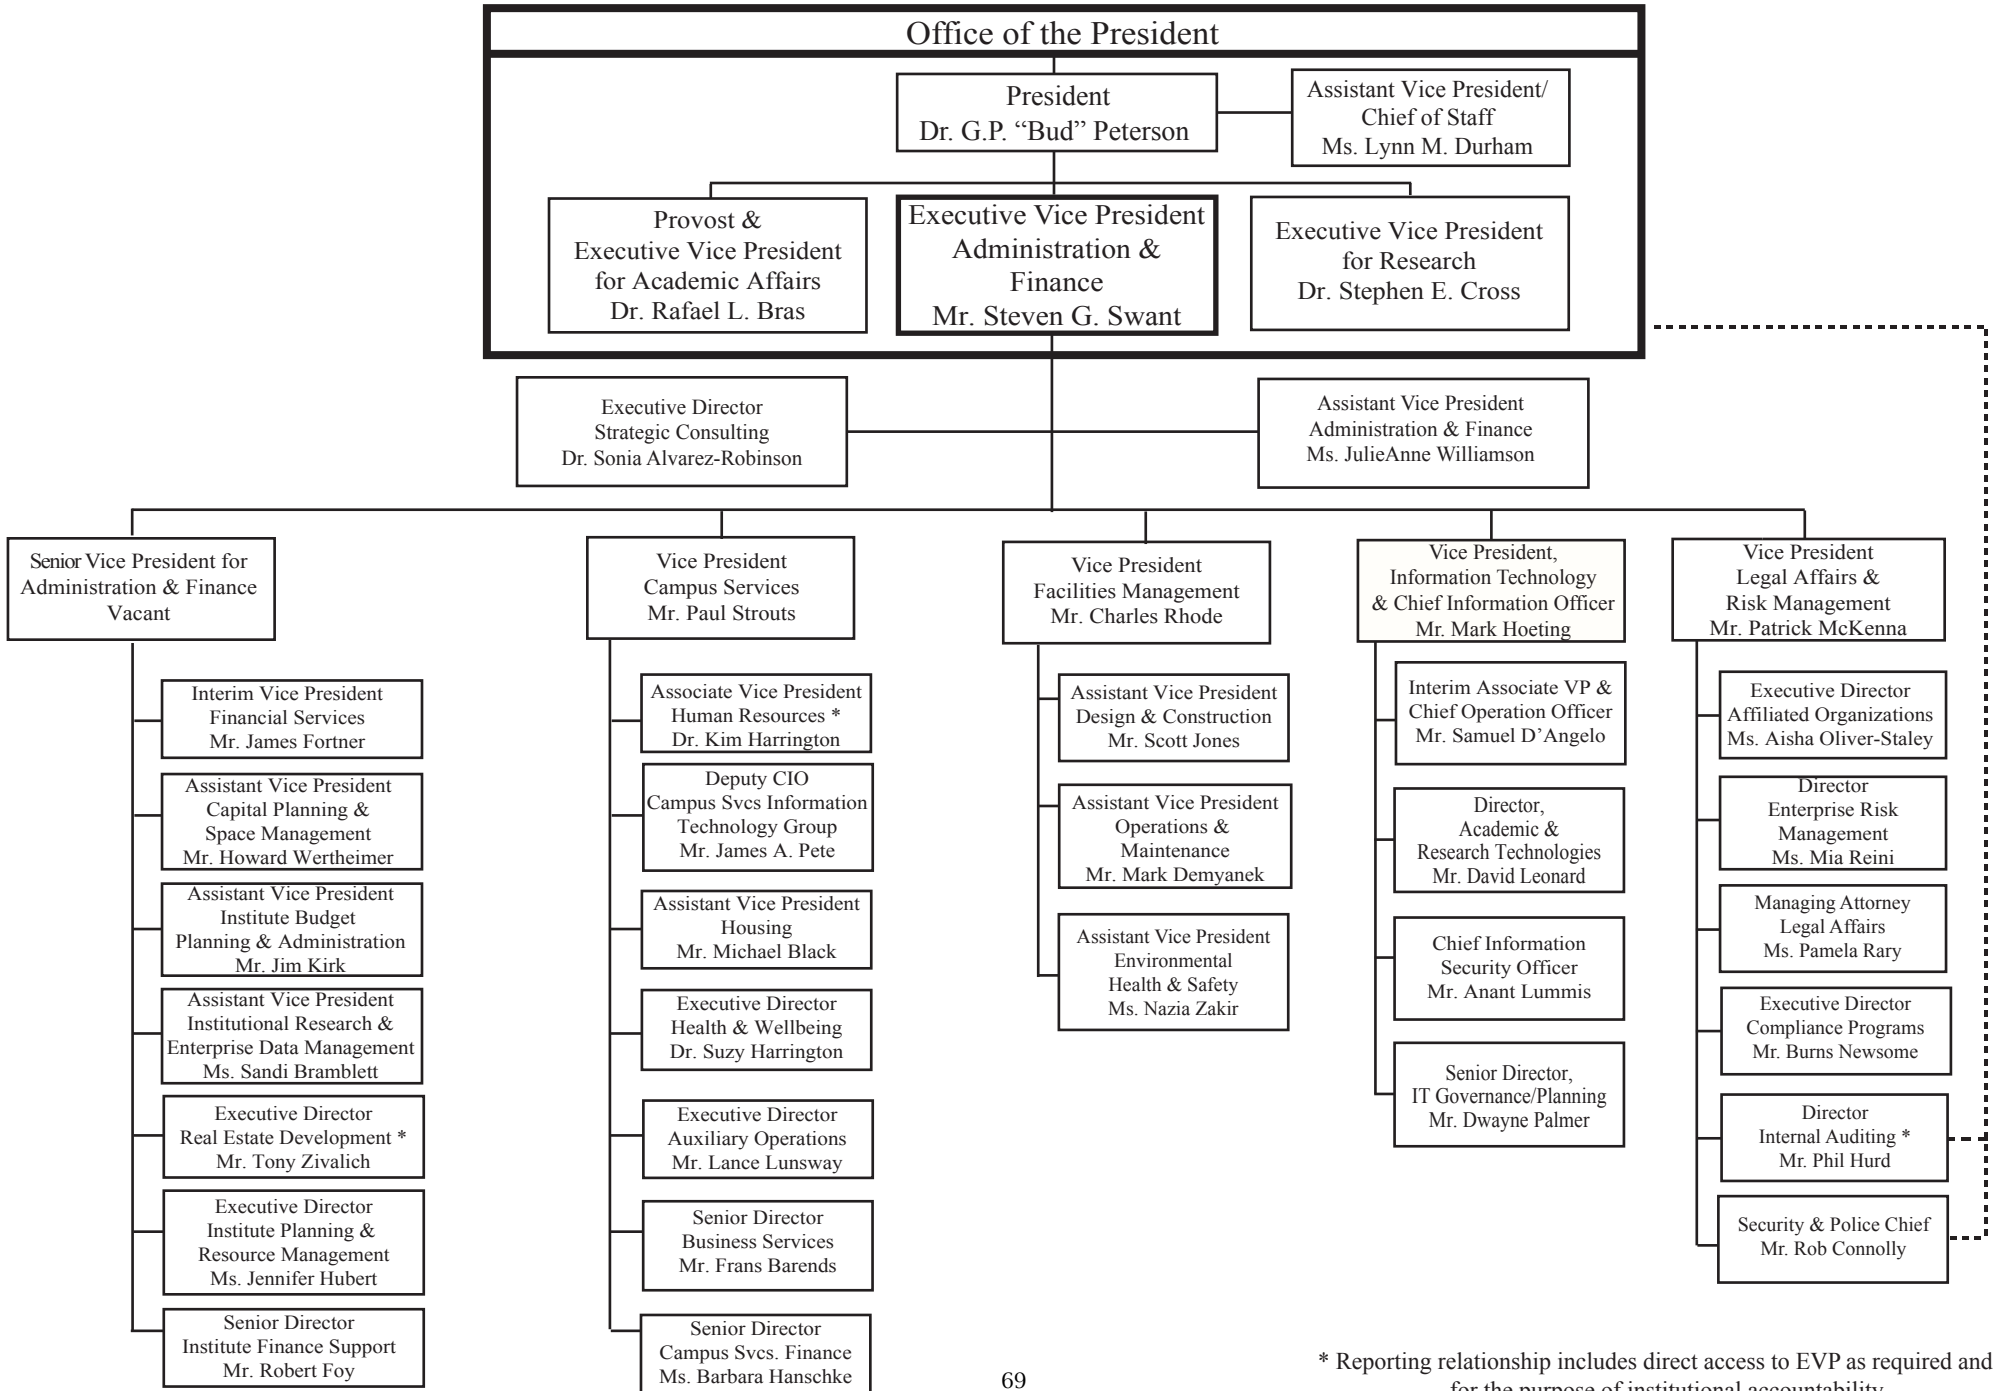 Office of the President
President
Dr. G.P. “Bud” Peterson
Assistant Vice President/
Chief of Staff
Ms. Lynn M. Durham
Provost &
Executive Vice President
for Academic Affairs
Dr. Rafael L. Bras
Executive Vice President
Administration &
Finance
Mr. Steven G. Swant
Executive Vice President
for Research
Dr. Stephen E. Cross
Executive Director
Strategic Consulting
Dr. Sonia Alvarez-Robinson
Assistant Vice President
Administration & Finance
Ms. JulieAnne Williamson
Senior Vice President for
Administration & Finance
Vacant
Interim Vice President
Financial Services
Mr. James Fortner
Assistant Vice President
Capital Planning &
Space Management
Mr. Howard Wertheimer
Assistant Vice President
Institute Budget
Planning & Administration
Mr. Jim Kirk
Assistant Vice President
Institutional Research &
Enterprise Data Management
Ms. Sandi Bramblett
Executive Director
Real Estate Development *
Mr. Tony Zivalich
Executive Director
Institute Planning &
Resource Management
Ms. Jennifer Hubert
Senior Director
Institute Finance Support
Mr. Robert Foy
Vice President
Campus Services
Mr. Paul Strouts
Associate Vice President
Human Resources *
Dr. Kim Harrington
Deputy CIO
Campus Svcs Information
Technology Group
Mr. James A. Pete
Assistant Vice President
Housing
Mr. Michael Black
Executive Director
Health & Wellbeing
Dr. Suzy Harrington
Executive Director
Auxiliary Operations
Mr. Lance Lunsway
Senior Director
Business Services
Mr. Frans Barends
Senior Director
Campus Svcs. Finance
Ms. Barbara Hanschke
Vice President
Facilities Management
Mr. Charles Rhode
Assistant Vice President
Design & Construction
Mr. Scott Jones
Assistant Vice President
Operations &
Maintenance
Mr. Mark Demyanek
Assistant Vice President
Environmental
Health & Safety
Ms. Nazia Zakir
Vice President,
Information Technology
& Chief Information Officer
Mr. Mark Hoeting
Interim Associate VP &
Chief Operation Officer
Mr. Samuel D’Angelo
Director,
Academic &
Research Technologies
Mr. David Leonard
Chief Information
Security Officer
Mr. Anant Lummis
Senior Director,
IT Governance/Planning
Mr. Dwayne Palmer
Vice President
Legal Affairs &
Risk Management
Mr. Patrick McKenna
Executive Director
Affiliated Organizations
Ms. Aisha Oliver-Staley
Director
Enterprise Risk
Management
Ms. Mia Reini
Managing Attorney
Legal Affairs
Ms. Pamela Rary
Executive Director
Compliance Programs
Mr. Burns Newsome
Director
Internal Auditing *
Mr. Phil Hurd
Security & Police Chief
Mr. Rob Connolly
* Reporting relationship includes direct access to EVP as required and
for the purpose of institutional accountability
69